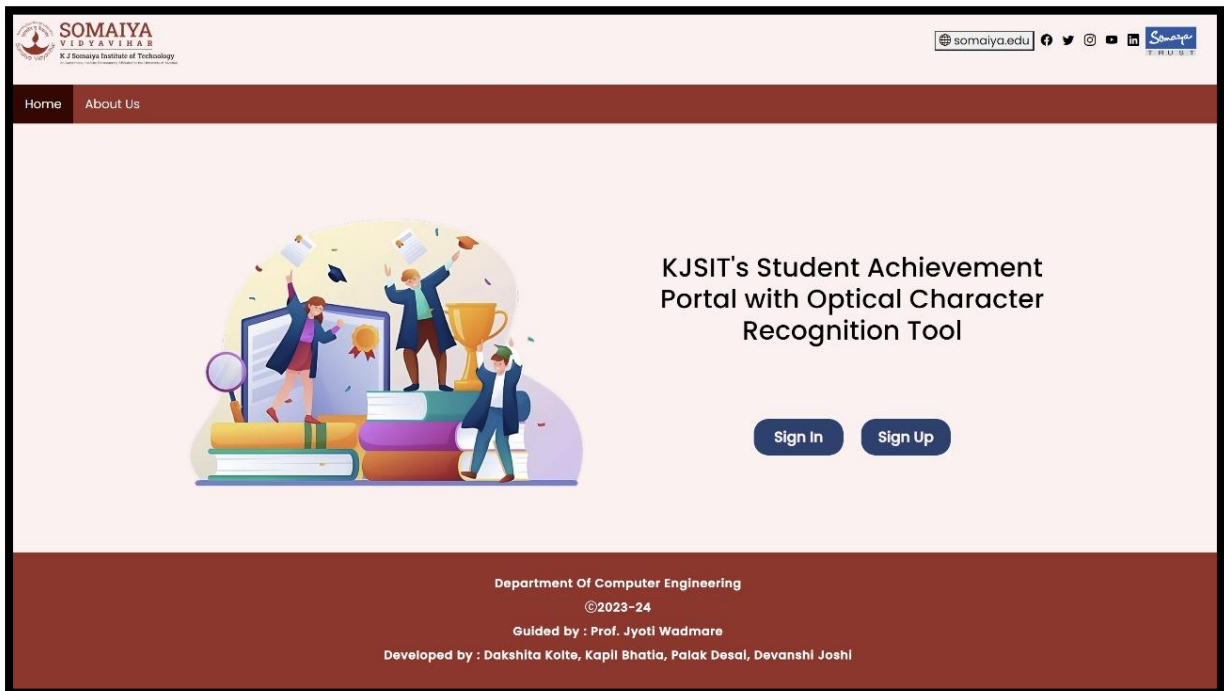 SOMAIYA
VIDYAVIHAR
K J Somaiya Institute of Technology
somaiya.edu
Somaiya
TRUST
Home About Us
KJSIT's Student Achievement
Portal with Optical Character
Recognition Tool
Sign In Sign Up
Department Of Computer Engineering
©2023-24
Guided by : Prof. Jyoti Wadmare
Developed by : Dakshita Kolte, Kapil Bhatia, Palak Desai, Devanshi Joshi